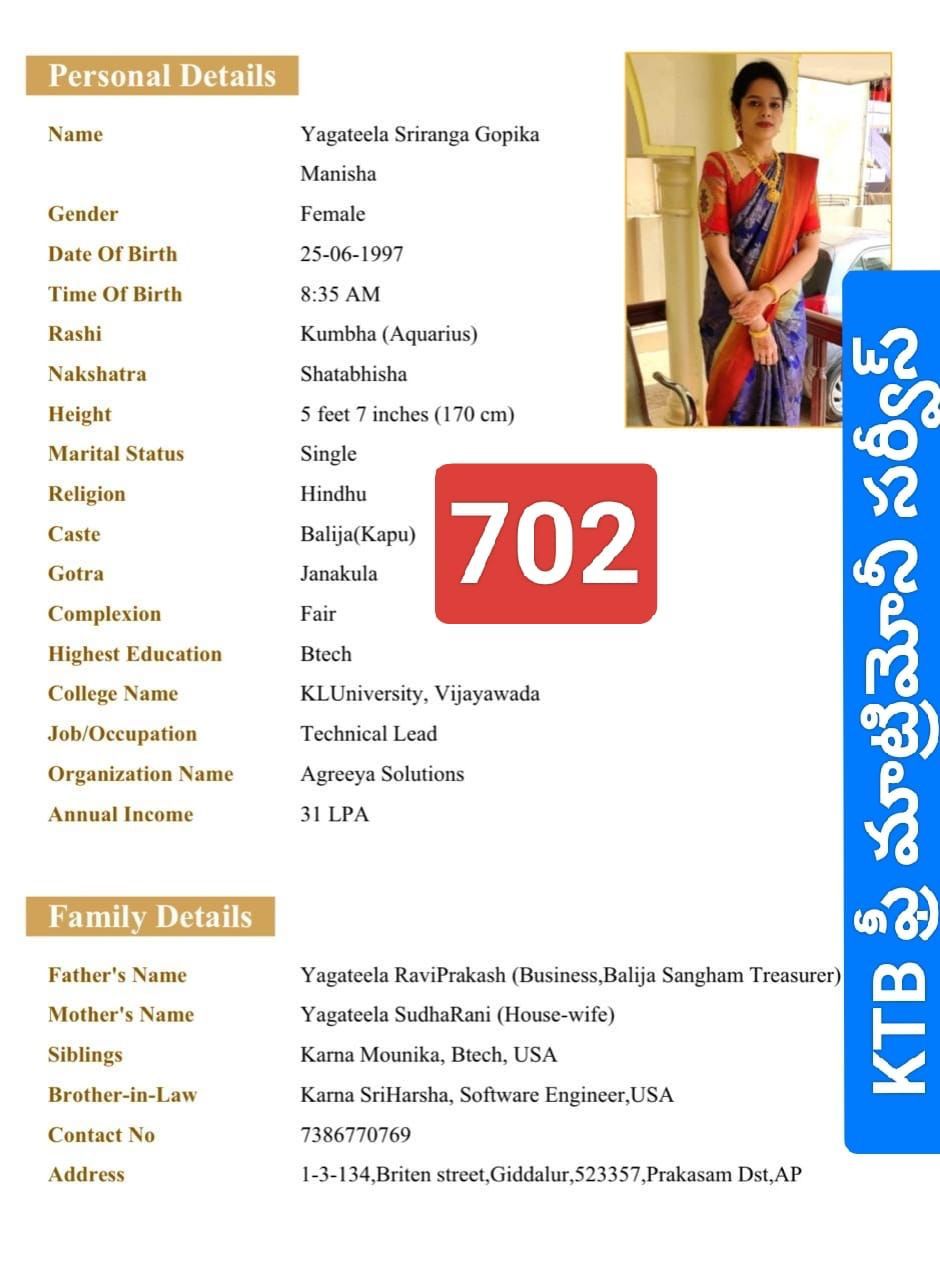 Personal Details
Name Yagateela Sriranga Gopika
Manisha
Gender Female
Date Of Birth 25-06-1997
Time Of Birth 8:35 AM
Rashi Kumbha (Aquarius)
Nakshatra Shatabhisha
Height 5 feet 7 inches (170 cm)
Marital Status Single
Religion Hindhu
Caste Balija(Kapu)
702
Gotra Janakula
Complexion Fair
Highest Education Btech
College Name KLUniversity, Vijayawada
Job/Occupation Technical Lead
Organization Name Agreeya Solutions
Annual Income 31 LPA
Family Details
Father's Name Yagateela RaviPrakash (Business,Balija Sangham Treasurer)
Mother's Name Yagateela SudhaRani (House-wife)
Siblings Karna Mounika, Btech, USA
Brother-in-Law Karna SriHarsha, Software Engineer,USA
Contact No 7386770769
Address 1-3-134,Briten street,Giddalur,523357,Prakasam Dst,AP
KTB ఫ్రీ మాట్రిమోనీ సర్వీస్